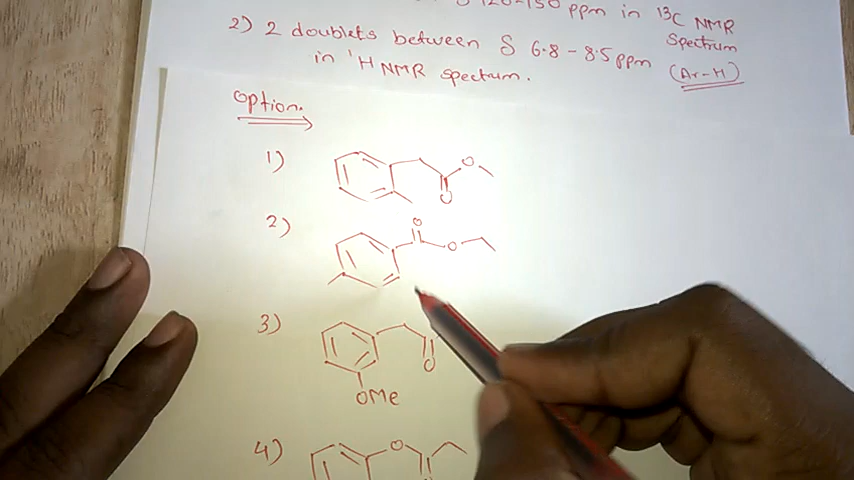 δ 120-150 ppm in ¹³C NMR
Spectrum
2) 2 doublets between δ 6.8 - 8.5 ppm
in ¹H NMR spectrum. (Ar-H)
Option.
1)
O
O
2)
O
O
3)
O
OMe
4)
O